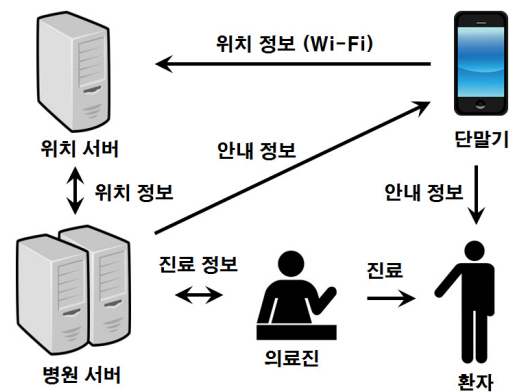 위치 정보 (Wi-Fi)
위치 서버
단말기
안내 정보
위치 정보
안내 정보
진료 정보
진료
의료진
병원 서버
환자